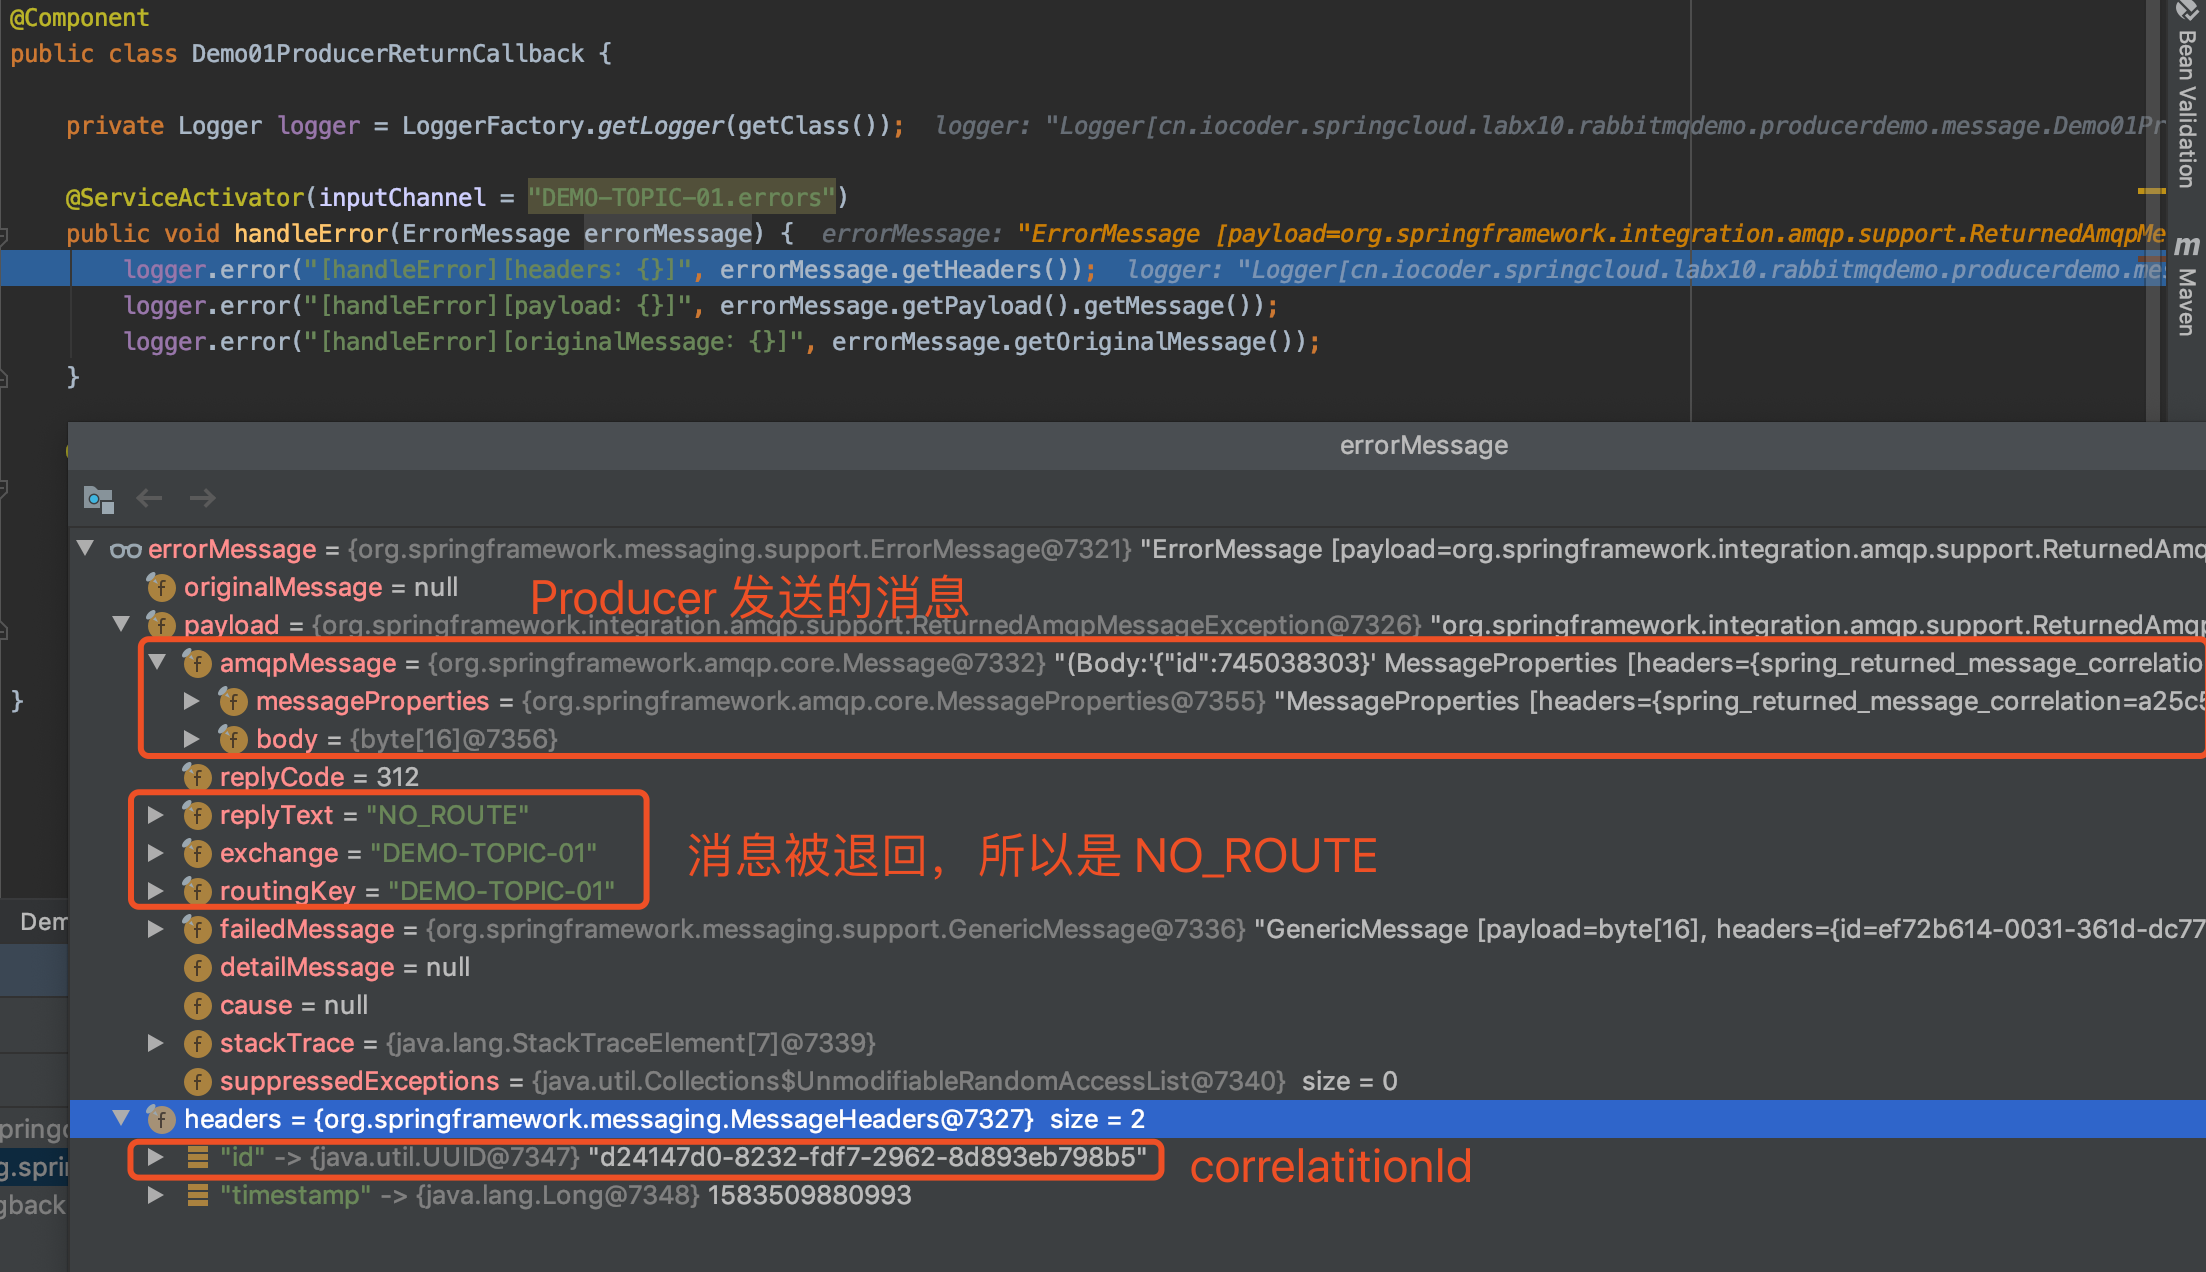 @Component
public class Demo01ProducerReturnCallback {
private Logger logger = LoggerFactory.getLogger(getClass()); logger: "Logger[cn.iocoder.springcloud.labx10.rabbitmqdemo.producerdemo.message.Demo01Pr
Bean Validation
@ServiceActivator(inputChannel = "DEMO-TOPIC-01.errors")
public void handleError(ErrorMessage errorMessage) { errorMessage: "ErrorMessage [payload=org.springframework.integration.amqp.support.ReturnedAmqpMe
logger.error("[handleError][headers: {}]", errorMessage.getHeaders()); logger: "Logger[cn.iocoder.springcloud.labx10.rabbitmqdemo.producerdemo.mes
Maven
logger.error("[handleError][payload: {}]", errorMessage.getPayload().getMessage());
logger.error("[handleError][originalMessage: {}]", errorMessage.getOriginalMessage());
}
errorMessage
errorMessage = {org.springframework.messaging.support.ErrorMessage@7321} "ErrorMessage [payload=org.springframework.integration.amqp.support.ReturnedAmq
originalMessage = null
Producer 发送的消息
payload = {org.springframework.integration.amqp.support.ReturnedAmqpMessageException@7326} "org.springframework.integration.amqp.support.ReturnedAmqp
amqpMessage = {org.springframework.amqp.core.Message@7332} "(Body:'{"id":745038303}' MessageProperties [headers={spring_returned_message_correlatio
messageProperties = {org.springframework.amqp.core.MessageProperties@7355} "MessageProperties [headers={spring_returned_message_correlation=a25c5
}
body = {byte[16]@7356}
replyCode = 312
replyText = "NO_ROUTE"
exchange = "DEMO-TOPIC-01"
消息被退回，所以是 NO_ROUTE
routingKey = "DEMO-TOPIC-01"
Dem
failedMessage = {org.springframework.messaging.support.GenericMessage@7336} "GenericMessage [payload=byte[16], headers={id=ef72b614-0031-361d-dc77
detailMessage = null
cause = null
stackTrace = {java.lang.StackTraceElement[7]@7339}
suppressedExceptions = {java.util.Collections$UnmodifiableRandomAccessList@7340} size = 0
headers = {org.springframework.messaging.MessageHeaders@7327} size = 2
pringc
"id" -> {java.util.UUID@7347} "d24147d0-8232-fdf7-2962-8d893eb798b5"
correlatitionId
g.spri
"timestamp" -> {java.lang.Long@7348} 1583509880993
gback